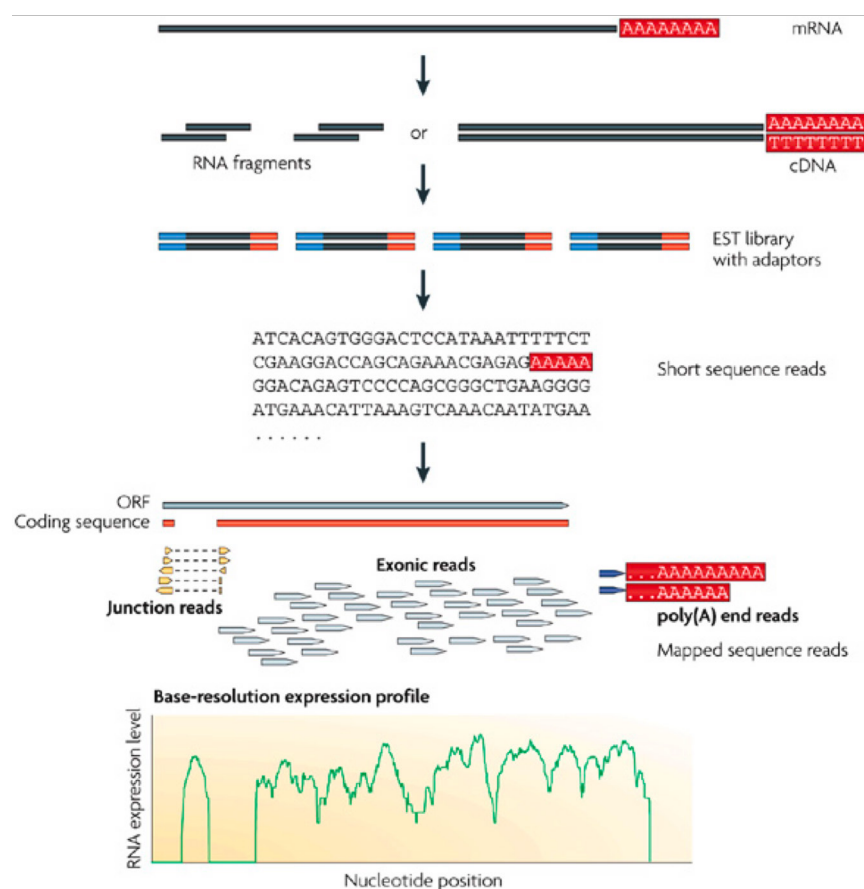 AAAAAAAA mRNA
AAAAAAAA
or
TTTTTTTT
RNA fragments
cDNA
EST library
with adaptors
ATCACAGTGGGACTCCATAAATTTTTCT
CGAAGGACCAGCAGAAACGAGAGAAAAA
GGACAGAGTCCCCAGCGGGCTGAAGGGG
ATGAAACATTAAAGTCAAACAATATGAA
. . . . . .
Short sequence reads
ORF
Coding sequence
Junction reads
Exonic reads
...AAAAAAAAA
...AAAAAA
poly(A) end reads
Mapped sequence reads
Base-resolution expression profile
RNA expression level
Nucleotide position